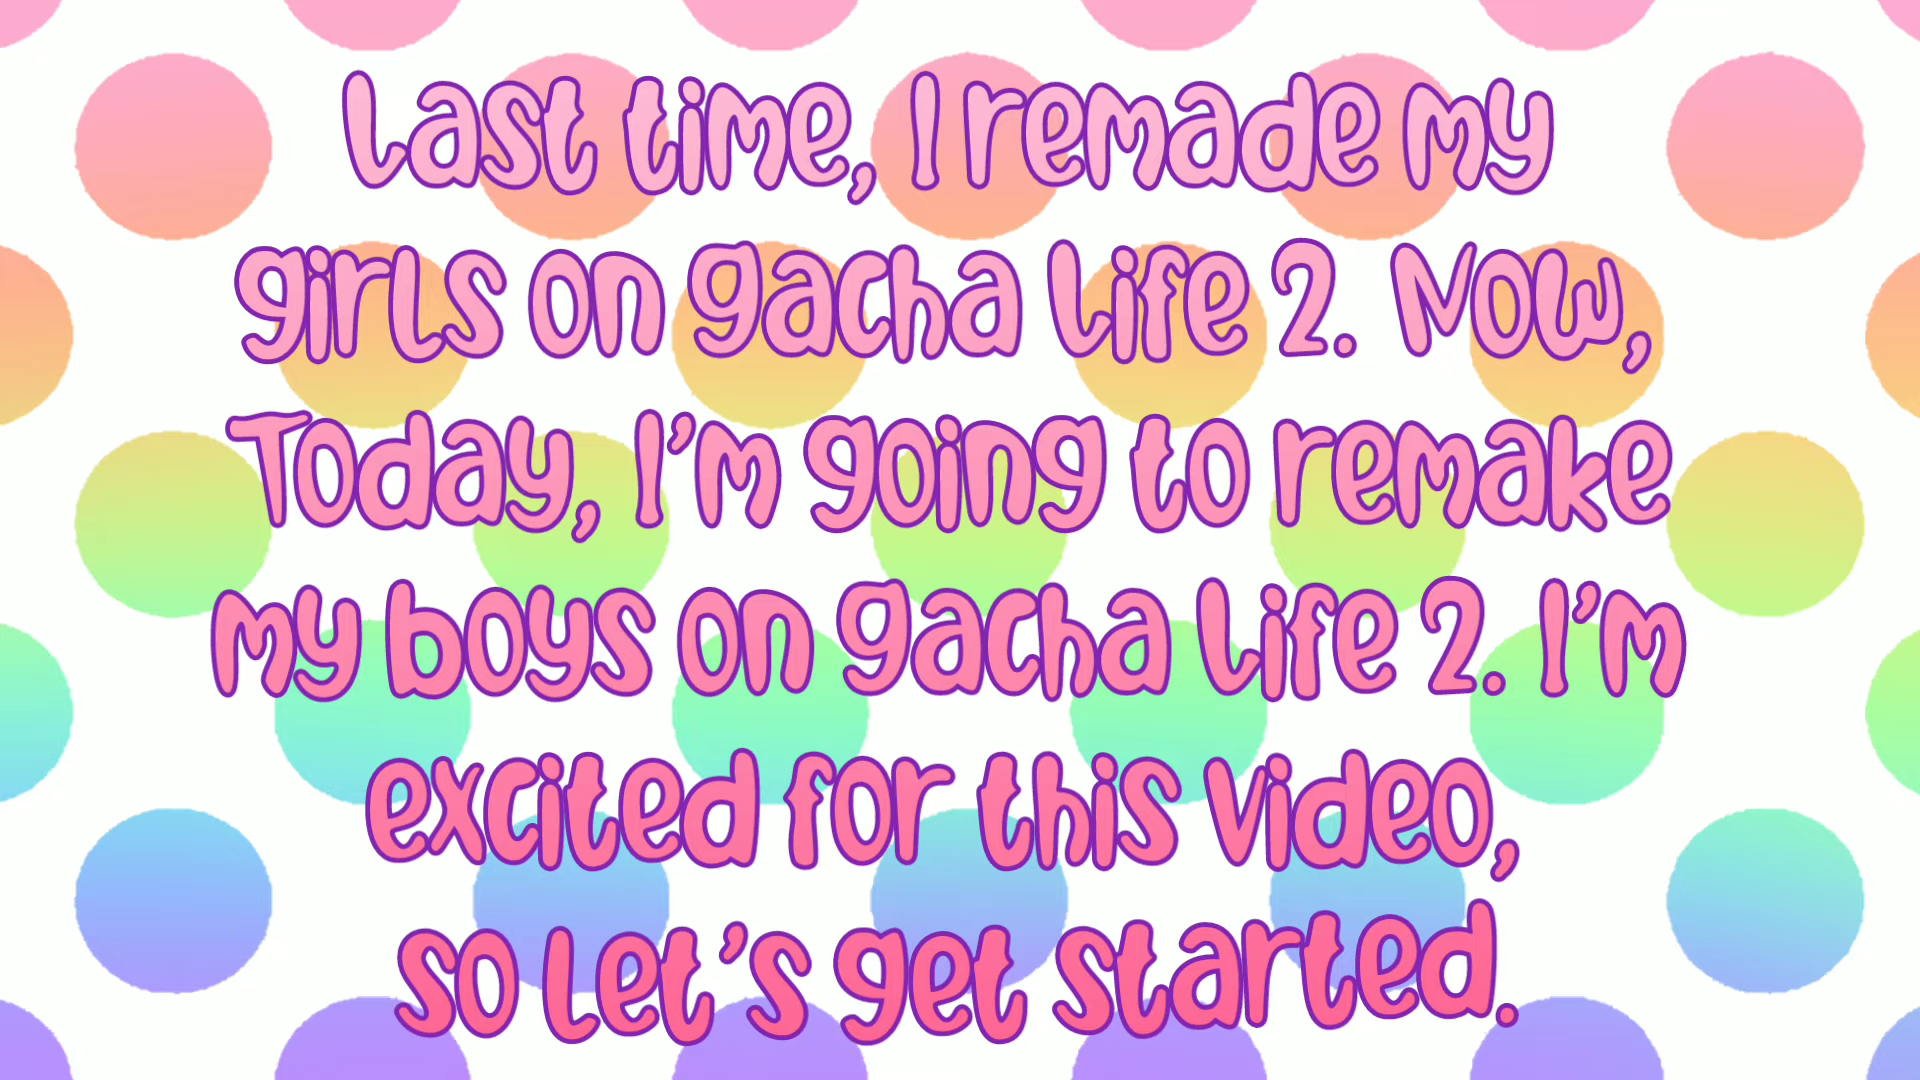 Last time, I remade my
girls on gacha life 2. Now,
Today, I'm going to remake
my boys on gacha life 2. I'm
excited for this video,
so let's get started.